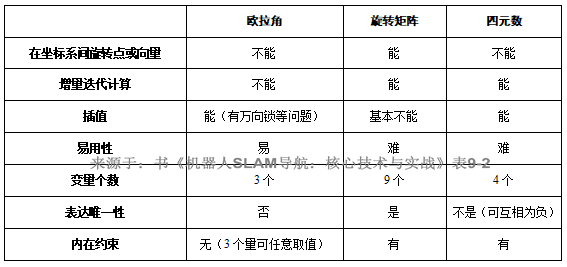 欧拉角 旋转矩阵 四元数
在坐标系间旋转点或向量 不能 能 不能
增量迭代计算 不能 能 能
插值 能（有万向锁等问题） 基本不能 能
易用性 易 难 难
来源于：书《机器人SLAM导航：核心技术与实战》表9-2
变量个数 3个 9个 4个
表达唯一性 否 是 不是（可互相为负）
内在约束 无（3个量可任意取值） 有 有